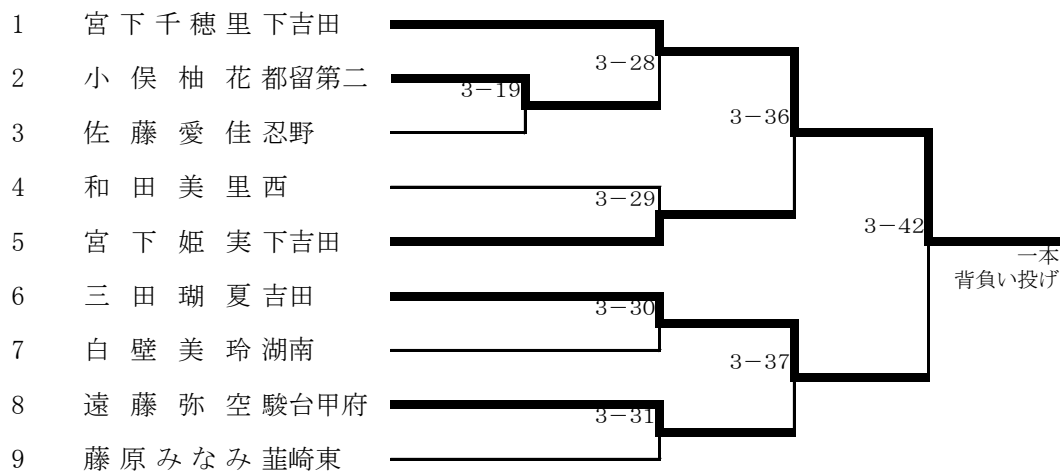 1 宮下千穂里 下吉田
3－28
2 小俣柚花 都留第二
3－19
3－36
3 佐藤愛佳 忍野
4 和田美里 西
3－29
3－42
5 宮下姫実 下吉田
一本
背負い投げ
6 三田瑚夏 吉田
3－30
7 白壁美玲 湖南
3－37
8 遠藤弥空 駿台甲府
3－31
9 藤原みなみ 韮崎東